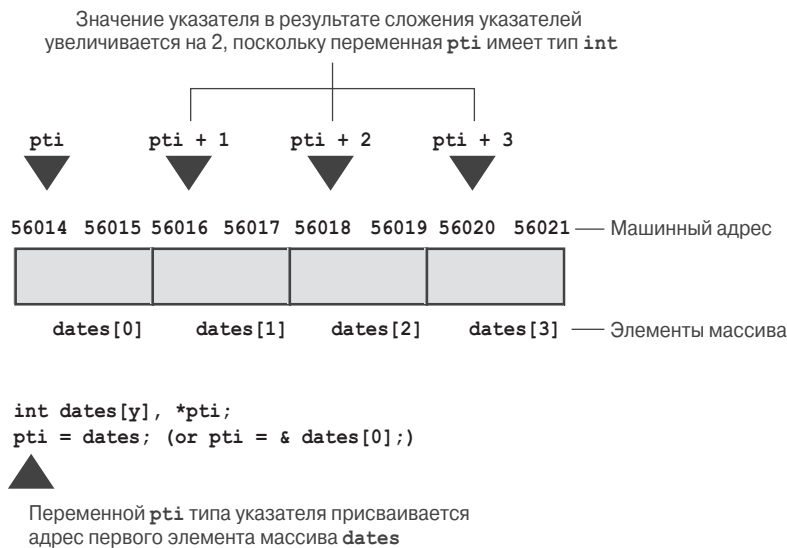 Значение указателя в результате сложения указателей
увеличивается на 2, поскольку переменная pti имеет тип int
pti pti + 1 pti + 2 pti + 3
56014 56015 56016 56017 56018 56019 56020 56021 Машинный адрес
dates[0] dates[1] dates[2] dates[3] Элементы массива
int dates[y], *pti;
pti = dates; (or pti = & dates[0];)
Переменной pti типа указателя присваивается
адрес первого элемента массива dates